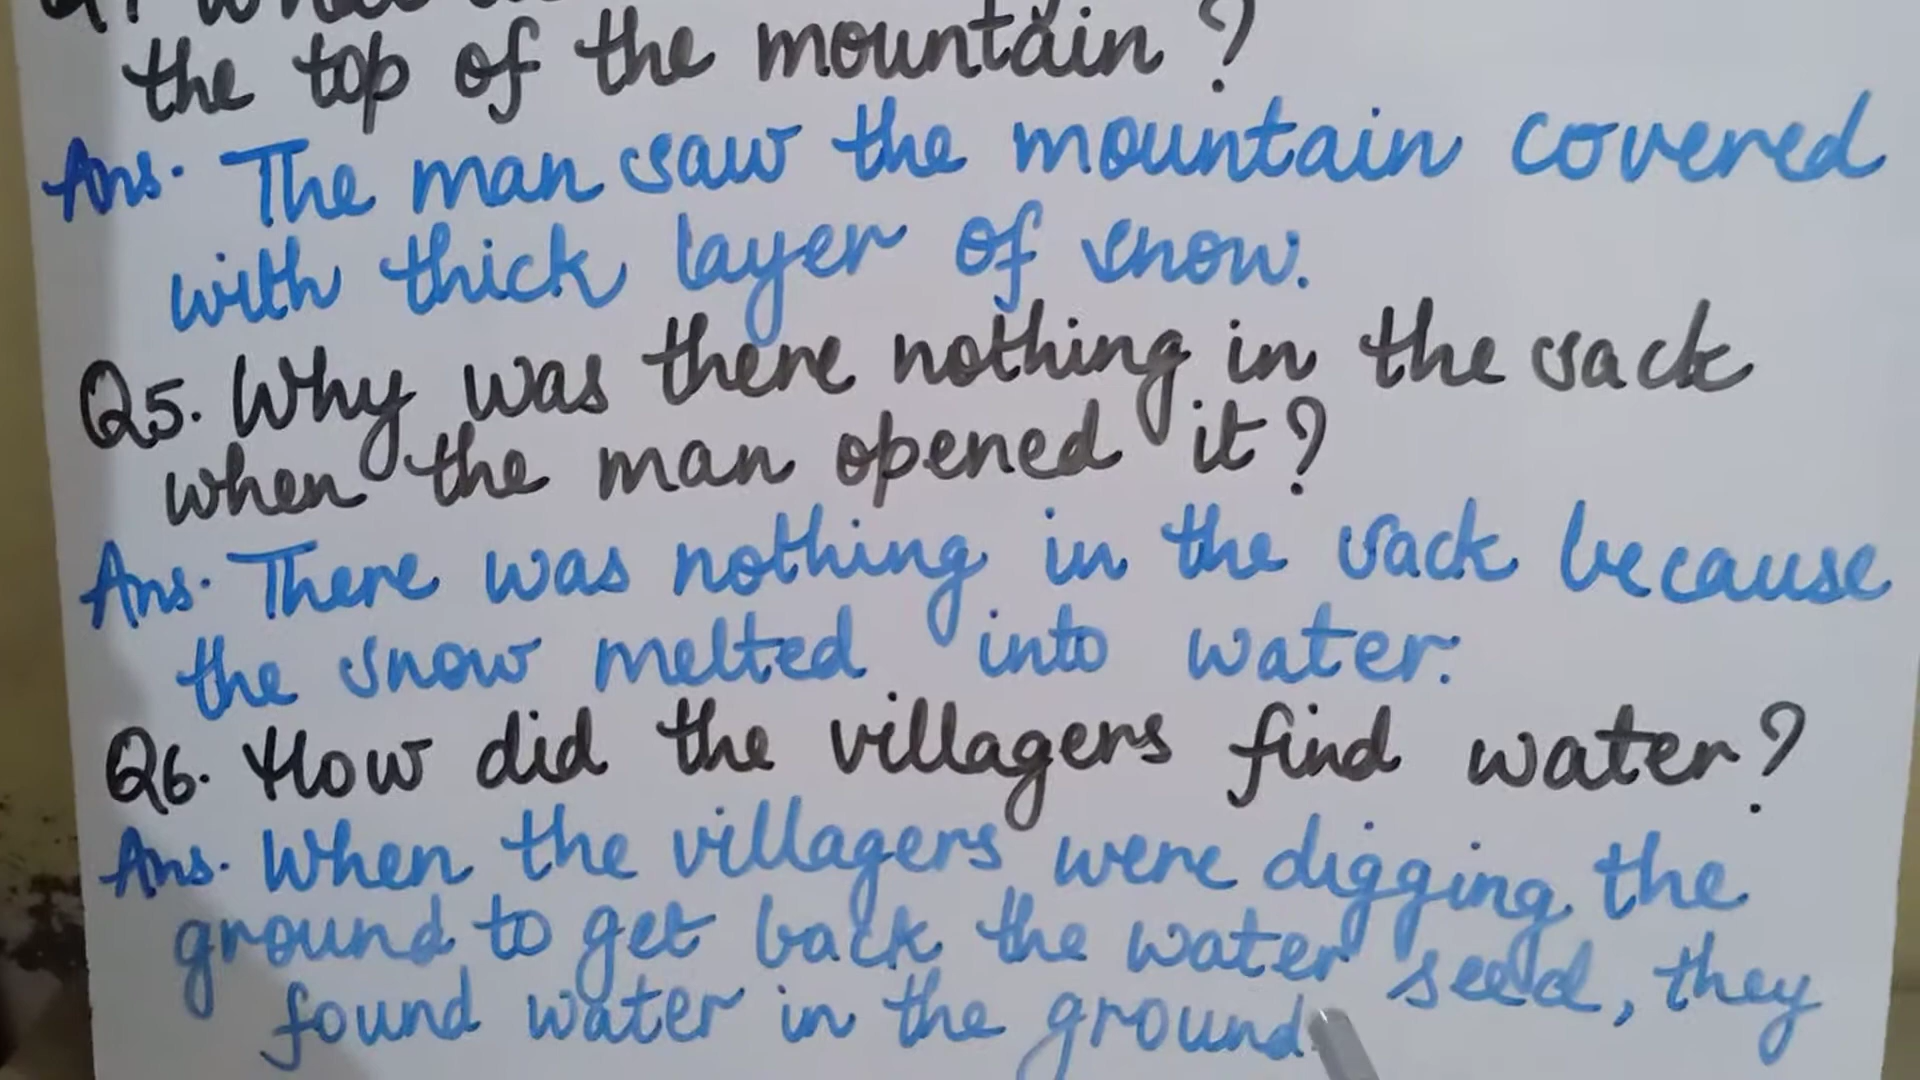 the top of the mountain?
Ans. The man saw the mountain covered
with thick layer of snow.
Q5. Why was there nothing in the sack
when the man opened it?
Ans. There was nothing in the sack because
the snow melted into water.
Q6. How did the villagers find water?
Ans. When the villagers were digging the
ground to get back the water seed, they
found water in the ground.